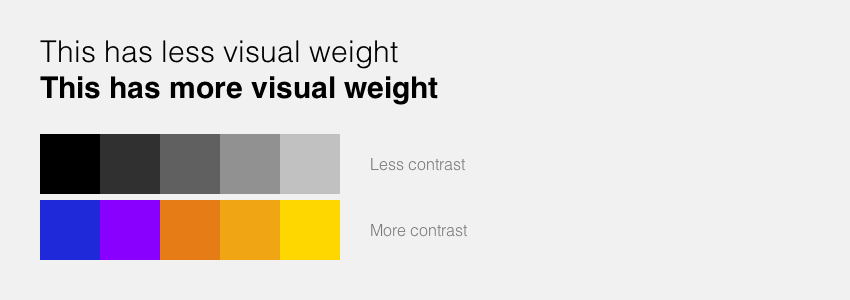 This has less visual weight
This has more visual weight
Less contrast
More contrast